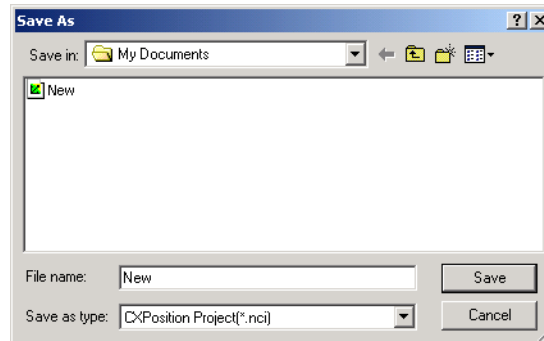 Save As
Save in: My Documents
New
File name: New Save
Save as type: CXPosition Project(*.nci) Cancel